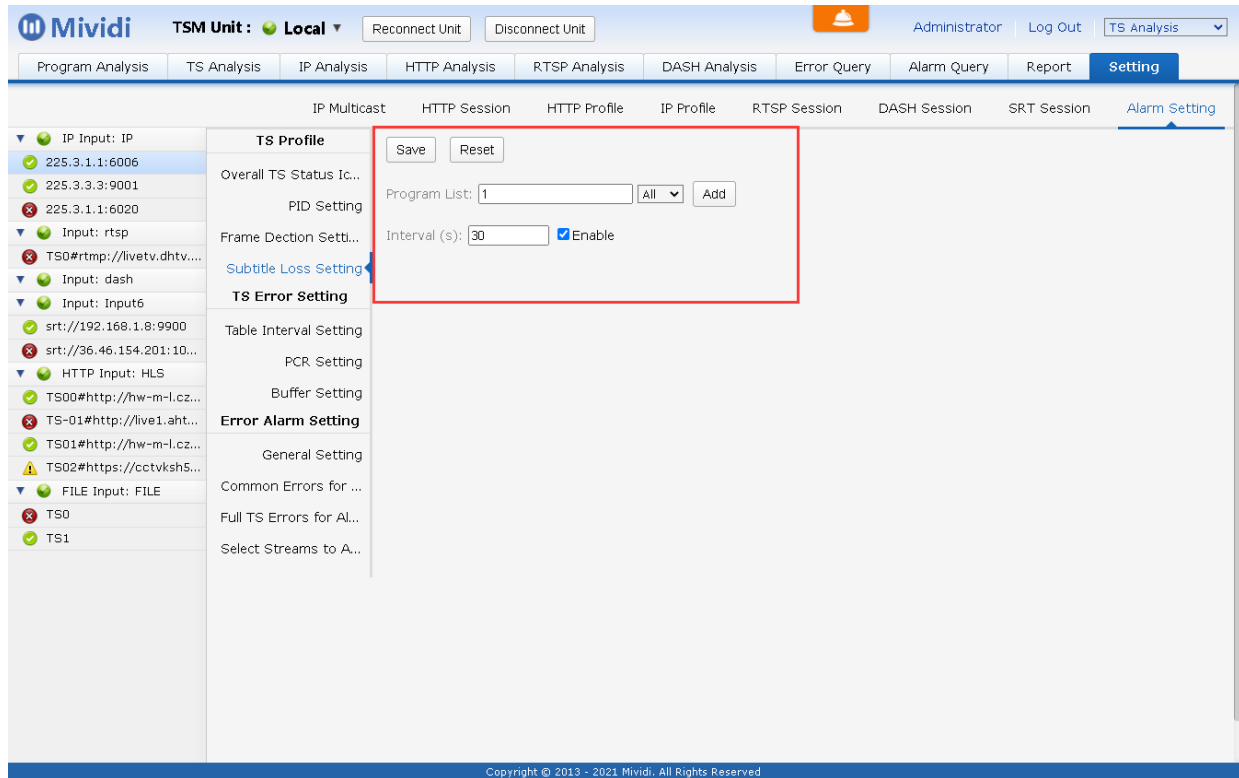 Mividi TSM Unit : Local ▼ Reconnect Unit Disconnect Unit Administrator Log Out TS Analysis
Program Analysis TS Analysis IP Analysis HTTP Analysis RTSP Analysis DASH Analysis Error Query Alarm Query Report Setting
IP Multicast HTTP Session HTTP Profile IP Profile RTSP Session DASH Session SRT Session Alarm Setting
IP Input: IP
225.3.1.1:6006
225.3.3.3:9001
225.3.1.1:6020
Input: rtsp
TS0#rtmp://livetv.dhtv....
Input: dash
Input: Input6
srt://192.168.1.8:9900
srt://36.46.154.201:10...
HTTP Input: HLS
TS00#http://hw-m-l.cz...
TS-01#http://live1.aht...
TS01#http://hw-m-l.cz...
TS02#https://cctvksh5...
FILE Input: FILE
TS0
TS1
TS Profile
Overall TS Status Ic...
PID Setting
Frame Dection Setti...
Subtitle Loss Setting
TS Error Setting
Table Interval Setting
PCR Setting
Buffer Setting
Error Alarm Setting
General Setting
Common Errors for ...
Full TS Errors for Al...
Select Streams to A...
Save Reset
Program List: 1 All Add
Interval (s): 30 Enable
Copyright © 2013 - 2021 Mividi. All Rights Reserved